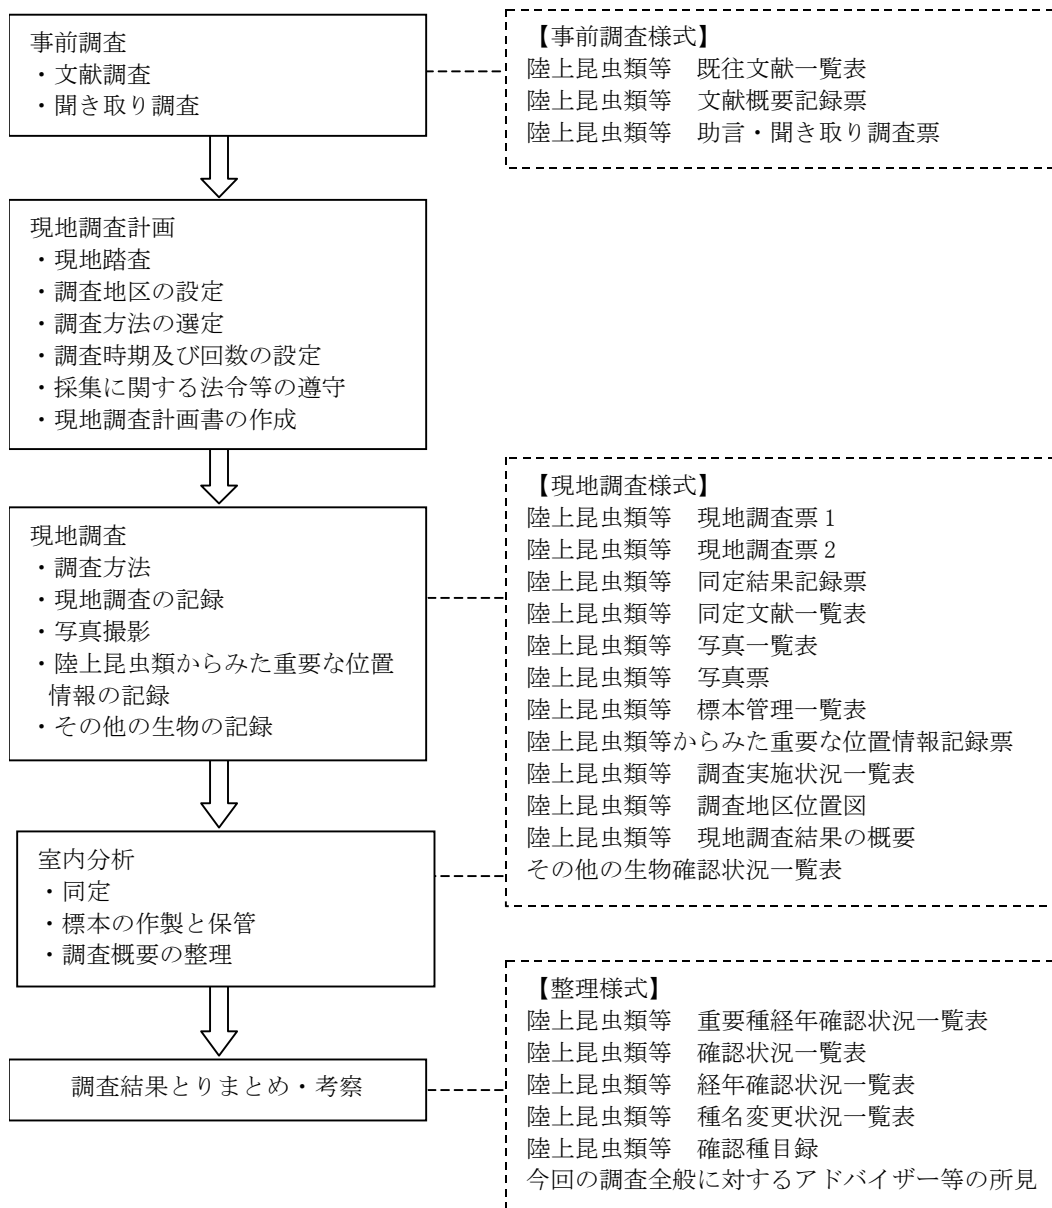 事前調査
・文献調査
・聞き取り調査
【事前調査様式】
陸上昆虫類等　既往文献一覧表
陸上昆虫類等　文献概要記録票
陸上昆虫類等　助言・聞き取り調査票
現地調査計画
・現地踏査
・調査地区の設定
・調査方法の選定
・調査時期及び回数の設定
・採集に関する法令等の遵守
・現地調査計画書の作成
現地調査
・調査方法
・現地調査の記録
・写真撮影
・陸上昆虫類からみた重要な位置
情報の記録
・その他の生物の記録
【現地調査様式】
陸上昆虫類等　現地調査票1
陸上昆虫類等　現地調査票2
陸上昆虫類等　同定結果記録票
陸上昆虫類等　同定文献一覧表
陸上昆虫類等　写真一覧表
陸上昆虫類等　写真票
陸上昆虫類等　標本管理一覧表
陸上昆虫類等からみた重要な位置情報記録票
陸上昆虫類等　調査実施状況一覧表
陸上昆虫類等　調査地区位置図
陸上昆虫類等　現地調査結果の概要
その他の生物確認状況一覧表
室内分析
・同定
・標本の作製と保管
・調査概要の整理
調査結果とりまとめ・考察
【整理様式】
陸上昆虫類等　重要種経年確認状況一覧表
陸上昆虫類等　確認状況一覧表
陸上昆虫類等　経年確認状況一覧表
陸上昆虫類等　種名変更状況一覧表
陸上昆虫類等　確認種目録
今回の調査全般に対するアドバイザー等の所見